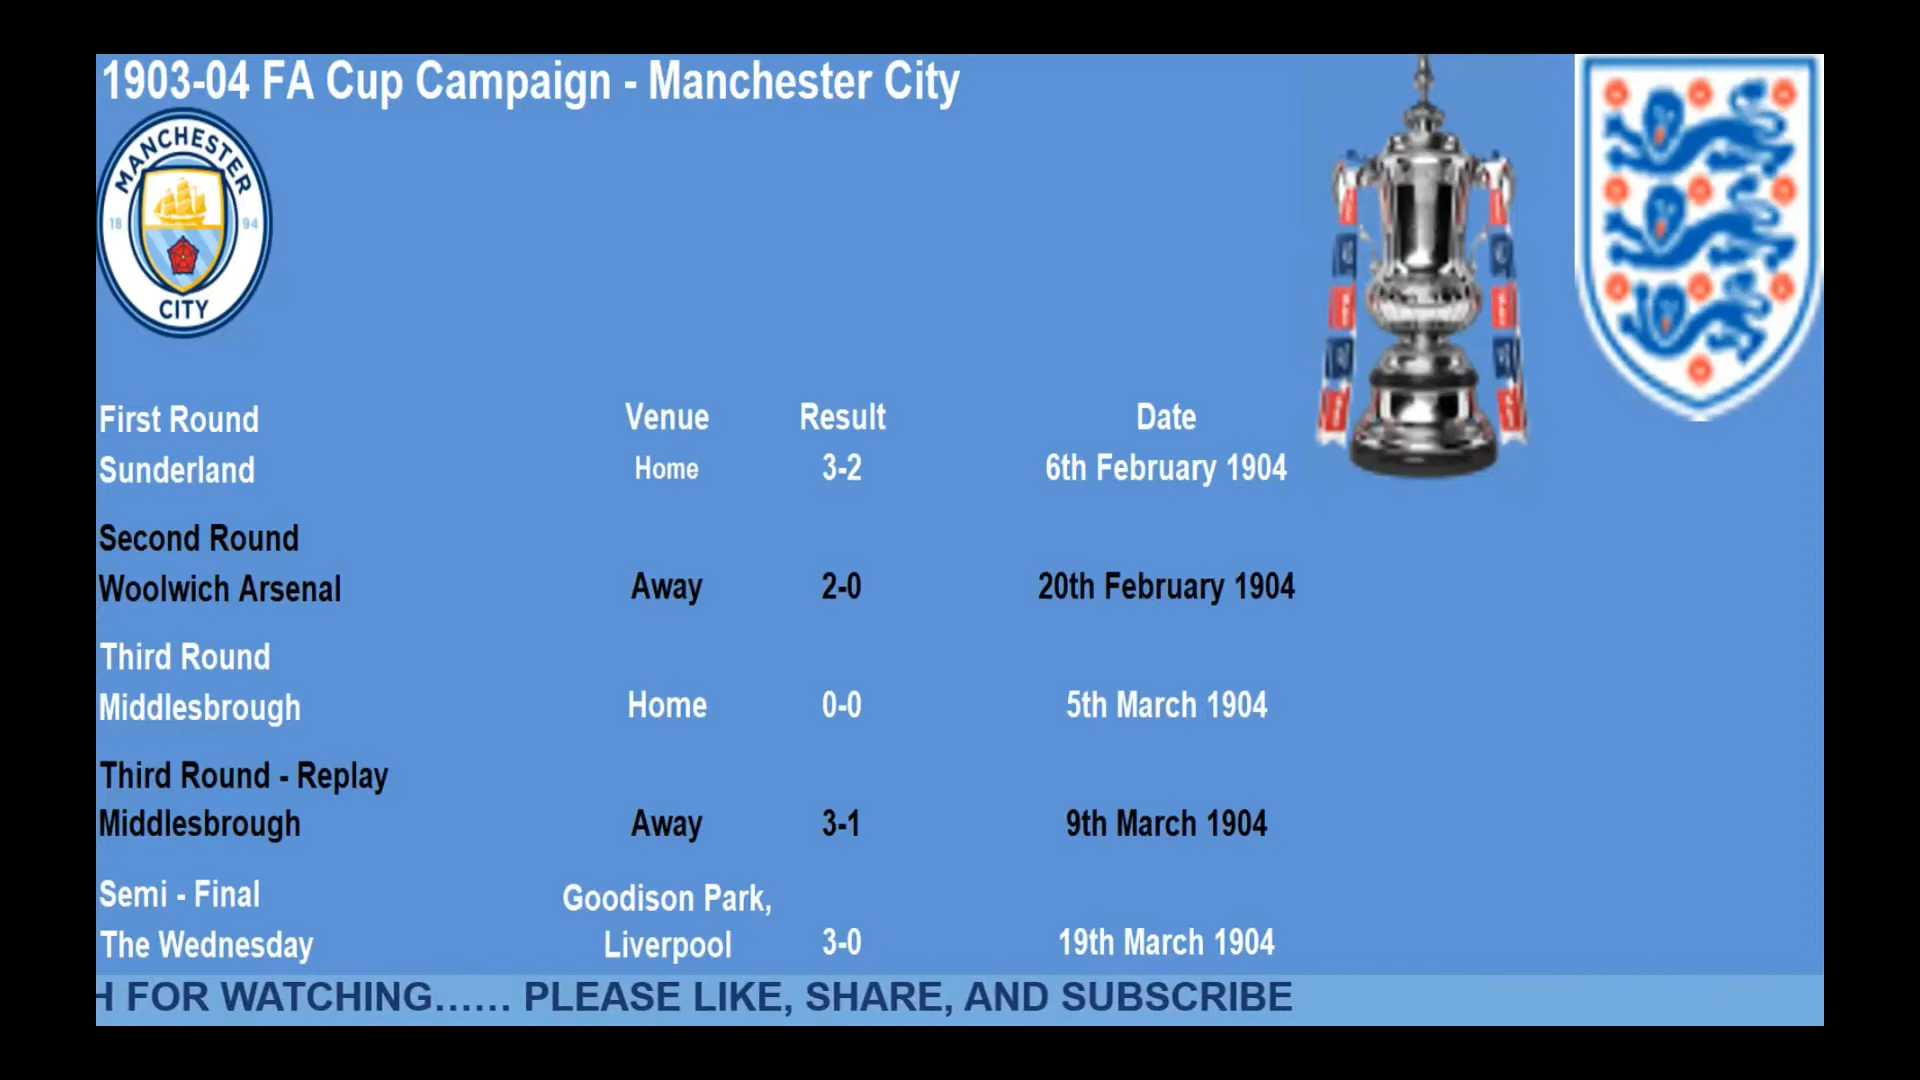 1903-04 FA Cup Campaign - Manchester City
MANCHESTER
18 94
CITY
First Round Venue Result Date
Sunderland Home 3-2 6th February 1904
Second Round
Woolwich Arsenal Away 2-0 20th February 1904
Third Round
Middlesbrough Home 0-0 5th March 1904
Third Round - Replay
Middlesbrough Away 3-1 9th March 1904
Semi - Final Goodison Park,
The Wednesday Liverpool 3-0 19th March 1904
H FOR WATCHING...... PLEASE LIKE, SHARE, AND SUBSCRIBE